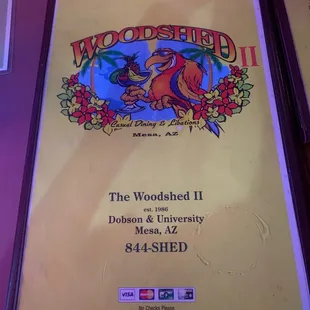 WOODSHED
II
Casual Dining & Libations
Mesa, AZ
The Woodshed II
est. 1986
Dobson & University
Mesa, AZ
844-SHED
VISA
No Checks Please